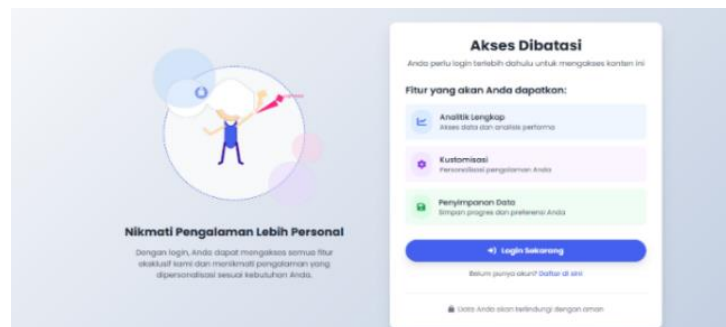 Nikmati Pengalaman Lebih Personal
Dengan login, Anda dapat mengakses semua fitur
eksklusif kami dan menikmati pengalaman yang
dipersonalisasi sesuai kebutuhan Anda.
Akses Dibatasi
Anda perlu login terlebih dahulu untuk mengakses konten ini
Fitur yang akan Anda dapatkan:
Analitik Lengkap
Akses data dan analisis performa
Kustomisasi
Personalisasi pengalaman Anda
Penyimpanan Data
Simpan progres dan preferensi Anda
Login Sekarang
Belum punya akun? Daftar di sini
Data Anda akan terlindungi dengan aman